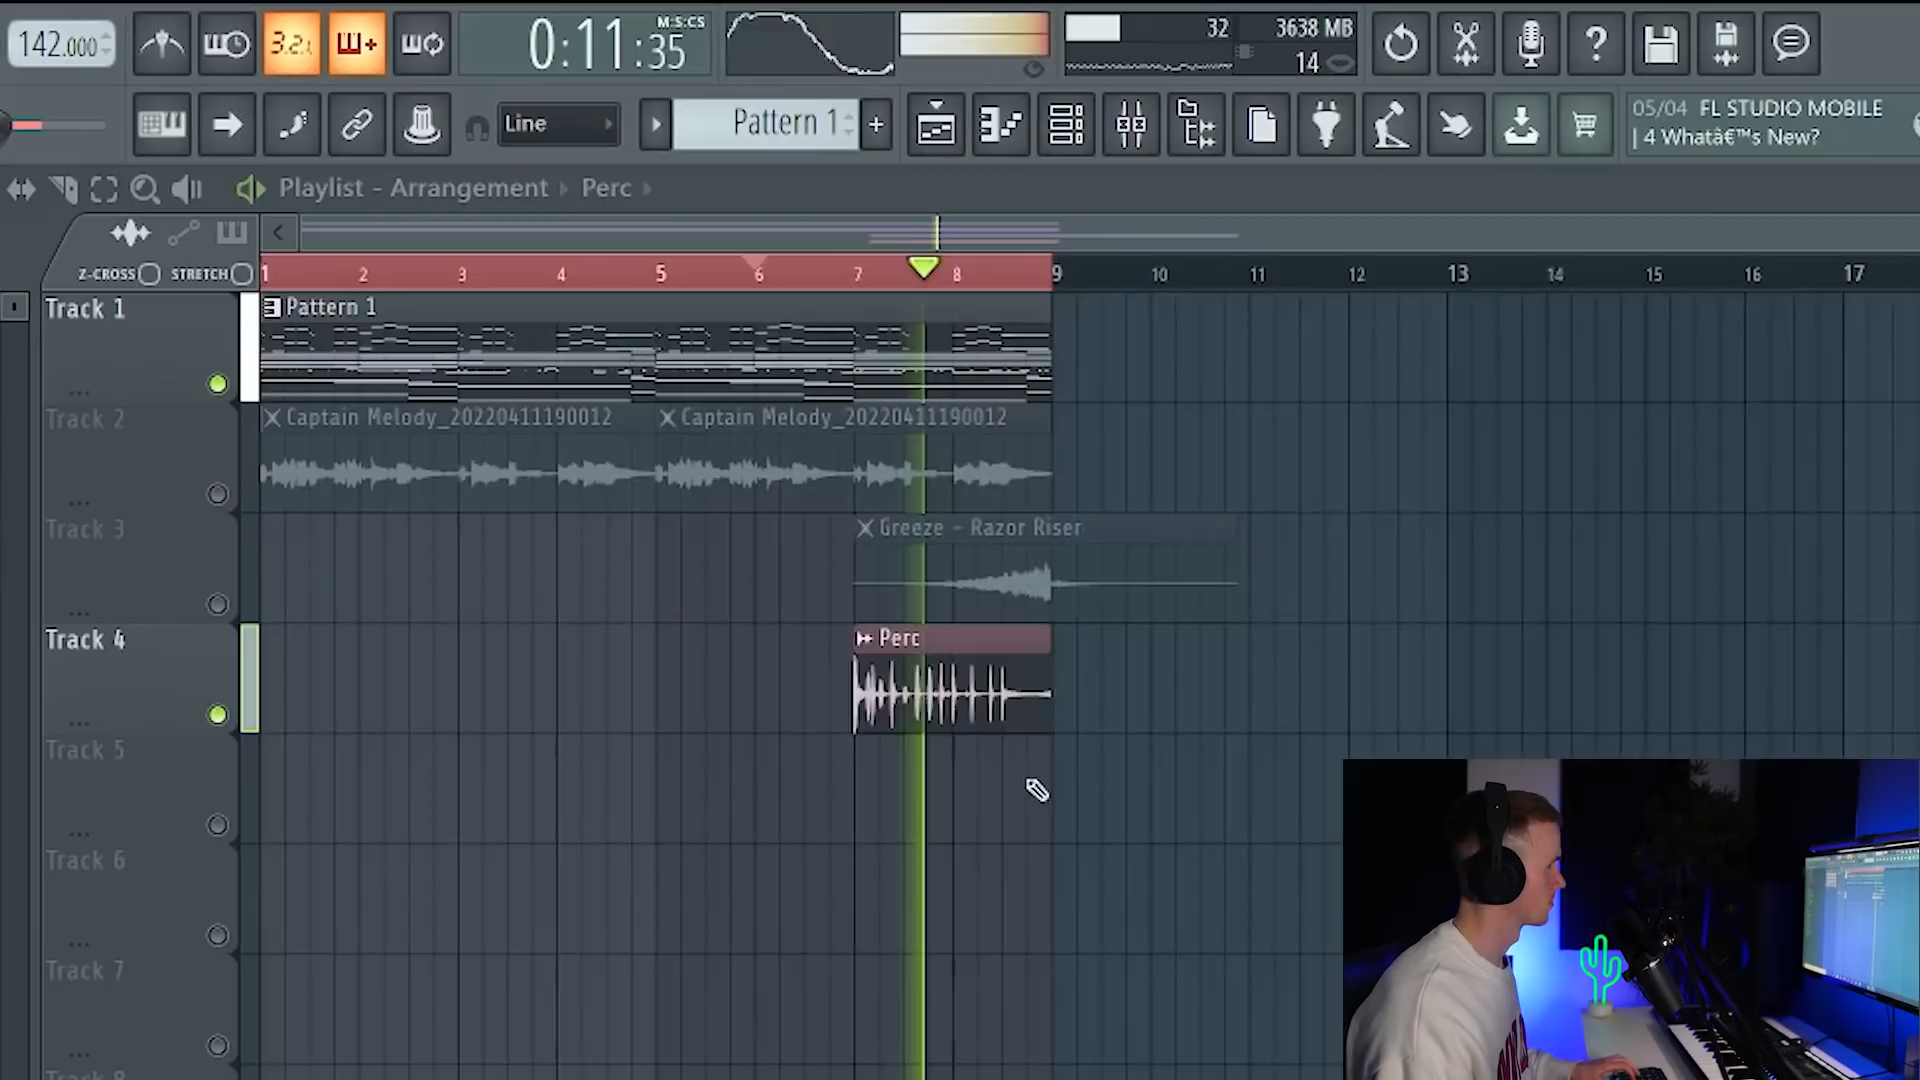 142.000
3.2.
0:11:35
M:S:CS
32
3638 MB
14
Line
Pattern 1
05/04 FL STUDIO MOBILE
| 4 Whatâ€™s New?
Playlist - Arrangement
Perc
Z-CROSS
STRETCH
1 2 3 4 5 6 7 8 9 10 11 12 13 14 15 16 17
Track 1
Pattern 1
Track 2
Captain Melody_20220411190012
Captain Melody_20220411190012
Track 3
Greeze - Razor Riser
Track 4
Perc
Track 5
Track 6
Track 7
Track 8